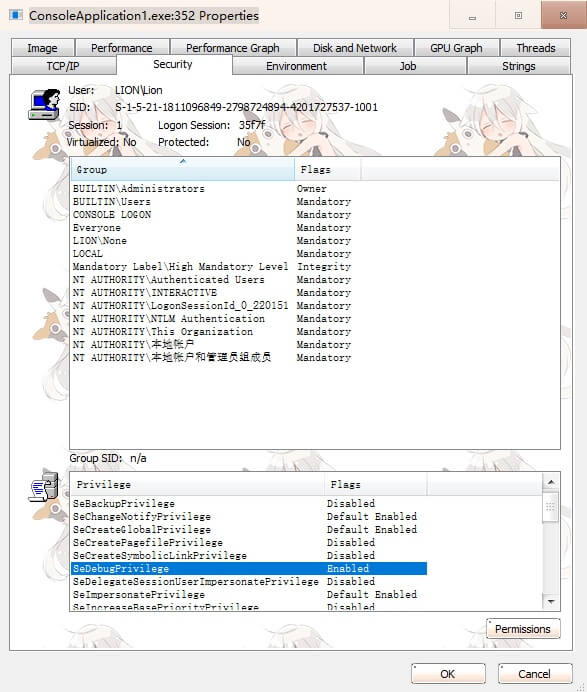 ConsoleApplication1.exe:352 Properties
Image Performance Performance Graph Disk and Network GPU Graph Threads
TCP/IP Security Environment Job Strings
User: LION\Lion
SID: S-1-5-21-1811096849-2798724894-4201727537-1001
Session: 1 Logon Session: 35f7f
Virtualized: No Protected: No
Group Flags
BUILTIN\Administrators Owner
BUILTIN\Users Mandatory
CONSOLE LOGON Mandatory
Everyone Mandatory
LION\None Mandatory
LOCAL Mandatory
Mandatory Label\High Mandatory Level Integrity
NT AUTHORITY\Authenticated Users Mandatory
NT AUTHORITY\INTERACTIVE Mandatory
NT AUTHORITY\LogonSessionId_0_220151 Mandatory
NT AUTHORITY\NTLM Authentication Mandatory
NT AUTHORITY\This Organization Mandatory
NT AUTHORITY\本地帐户 Mandatory
NT AUTHORITY\本地帐户和管理员组成员 Mandatory
Group SID: n/a
Privilege Flags
SeBackupPrivilege Disabled
SeChangeNotifyPrivilege Default Enabled
SeCreateGlobalPrivilege Default Enabled
SeCreatePagefilePrivilege Disabled
SeCreateSymbolicLinkPrivilege Disabled
SeDebugPrivilege Enabled
SeDelegateSessionUserImpersonatePrivilege Disabled
SeImpersonatePrivilege Default Enabled
SeIncreaseBasePriorityPrivilege Disabled
Permissions
OK Cancel